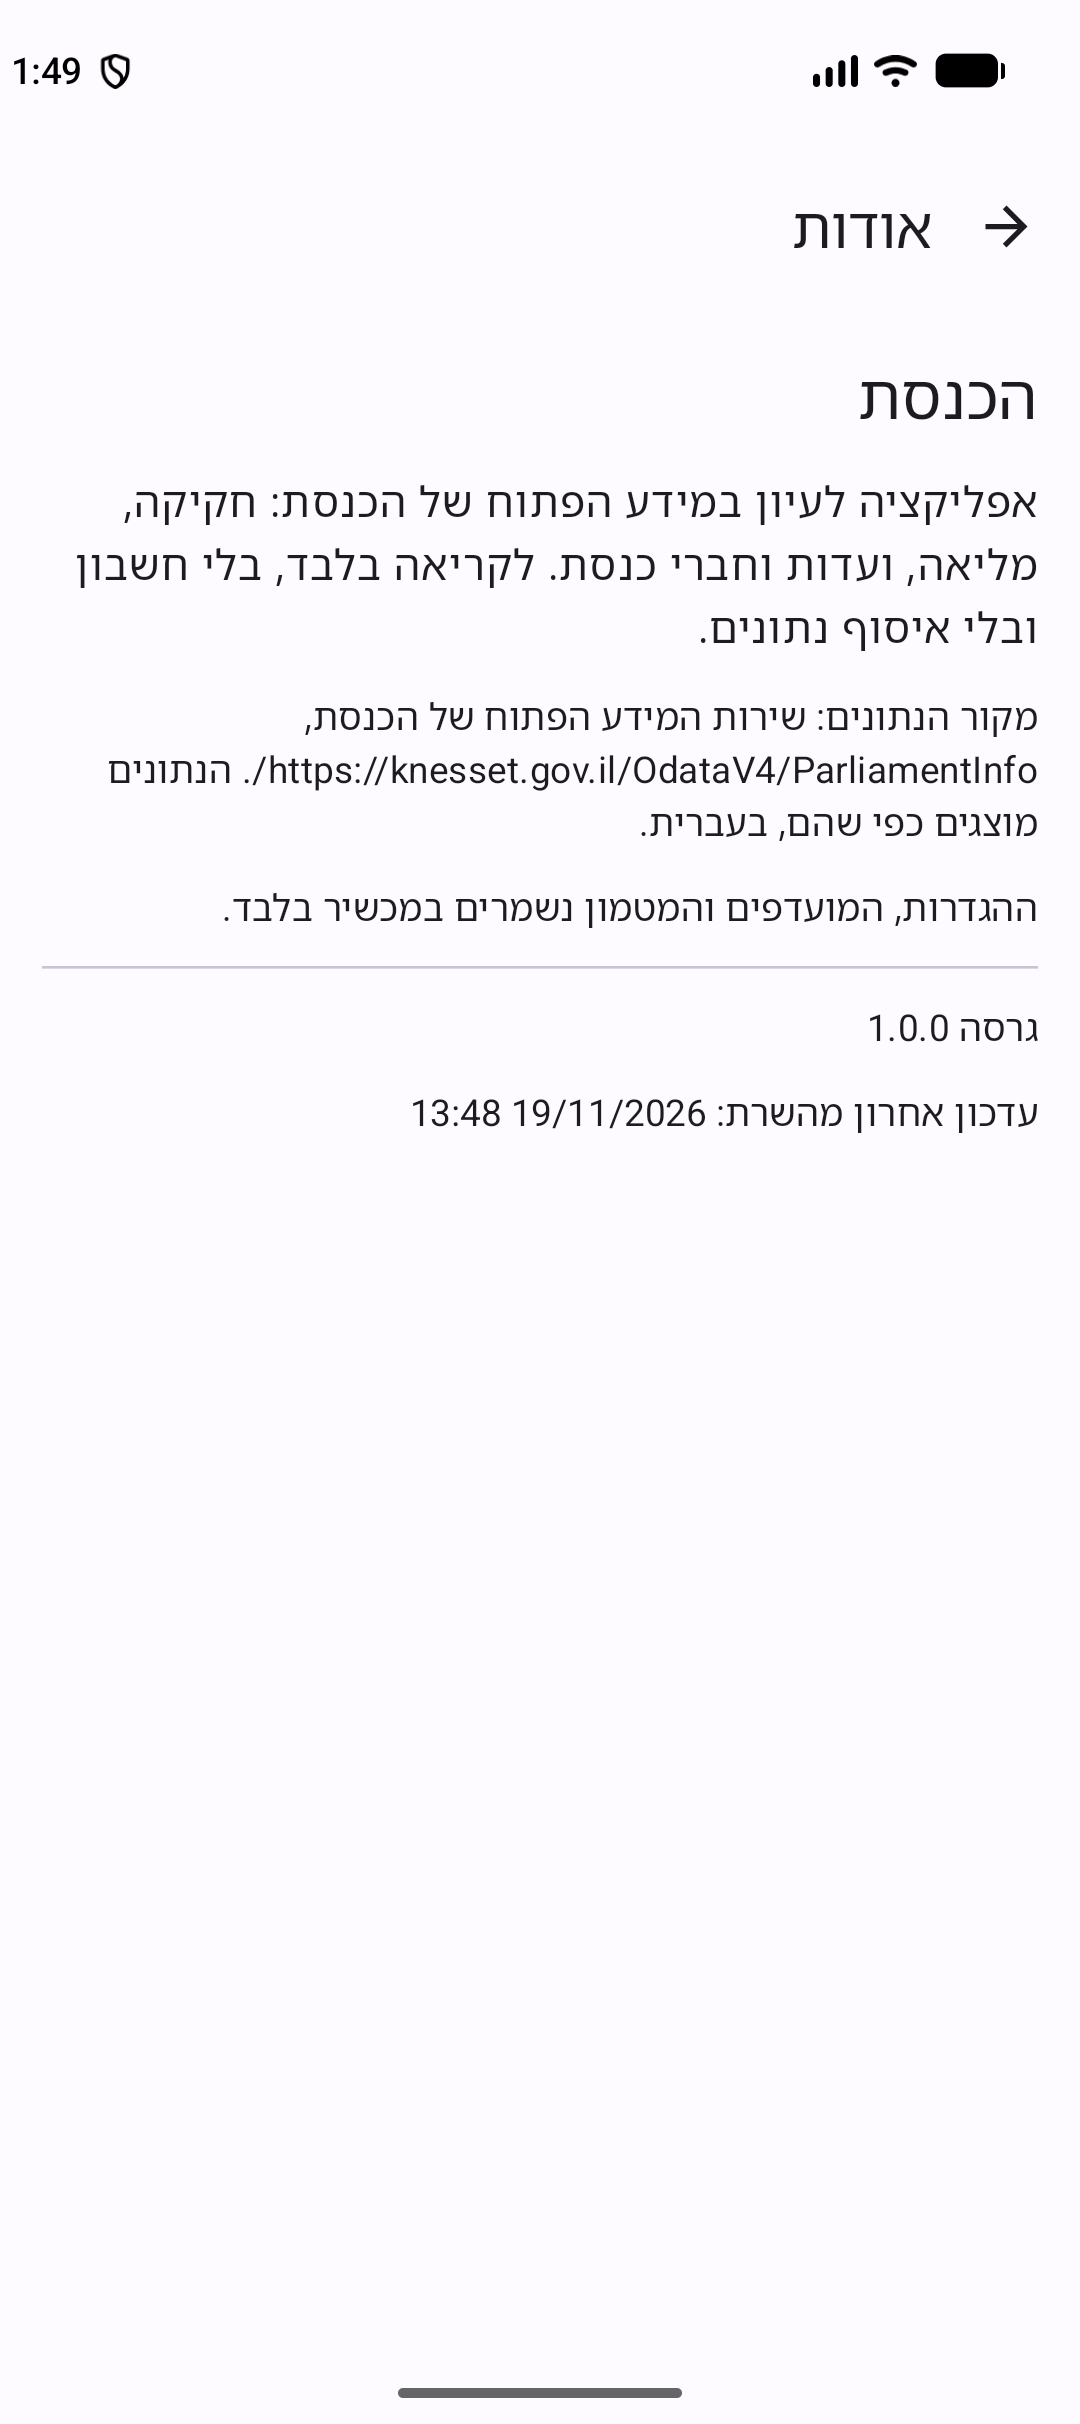 1:49
אודות
הכנסת
אפליקציה לעיון במידע הפתוח של הכנסת: חקיקה,
מליאה, ועדות וחברי כנסת. לקריאה בלבד, בלי חשבון
ובלי איסוף נתונים.
מקור הנתונים: שירות המידע הפתוח של הכנסת,
https://knesset.gov.il/OdataV4/ParliamentInfo/. הנתונים
מוצגים כפי שהם, בעברית.
ההגדרות, המועדפים והמטמון נשמרים במכשיר בלבד.
גרסה 1.0.0
עדכון אחרון מהשרת: 19/11/2026 13:48